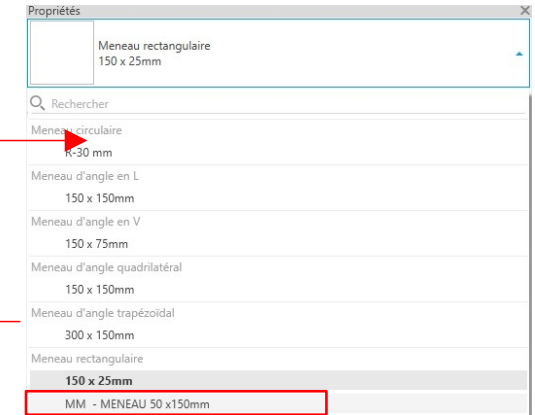 Propriétés
Meneau rectangulaire
150 x 25mm
Rechercher
Meneau circulaire
R-30 mm
Meneau d'angle en L
150 x 150mm
Meneau d'angle en V
150 x 75mm
Meneau d'angle quadrilatéral
150 x 150mm
Meneau d'angle trapézoïdal
300 x 150mm
Meneau rectangulaire
150 x 25mm
MM - MENEAU 50 x150mm